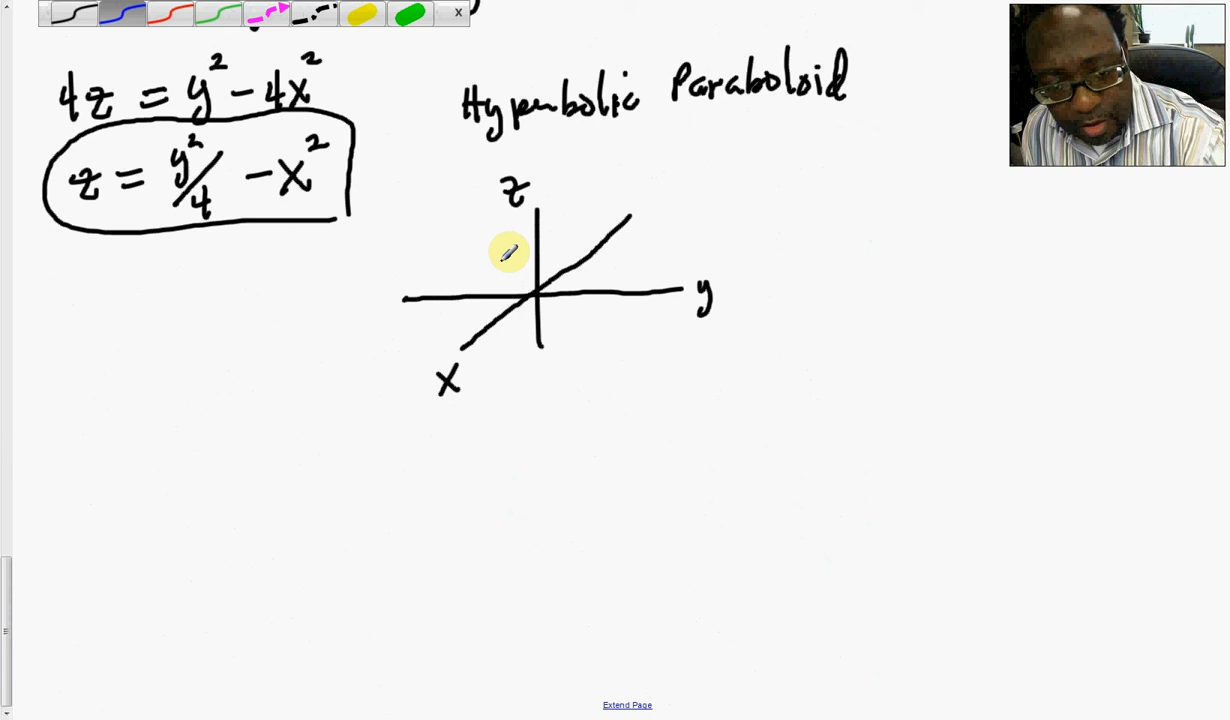 4z = y² - 4x²
Hyperbolic Paraboloid
z = y²/4 - x²
z
y
x
x
Extend Page